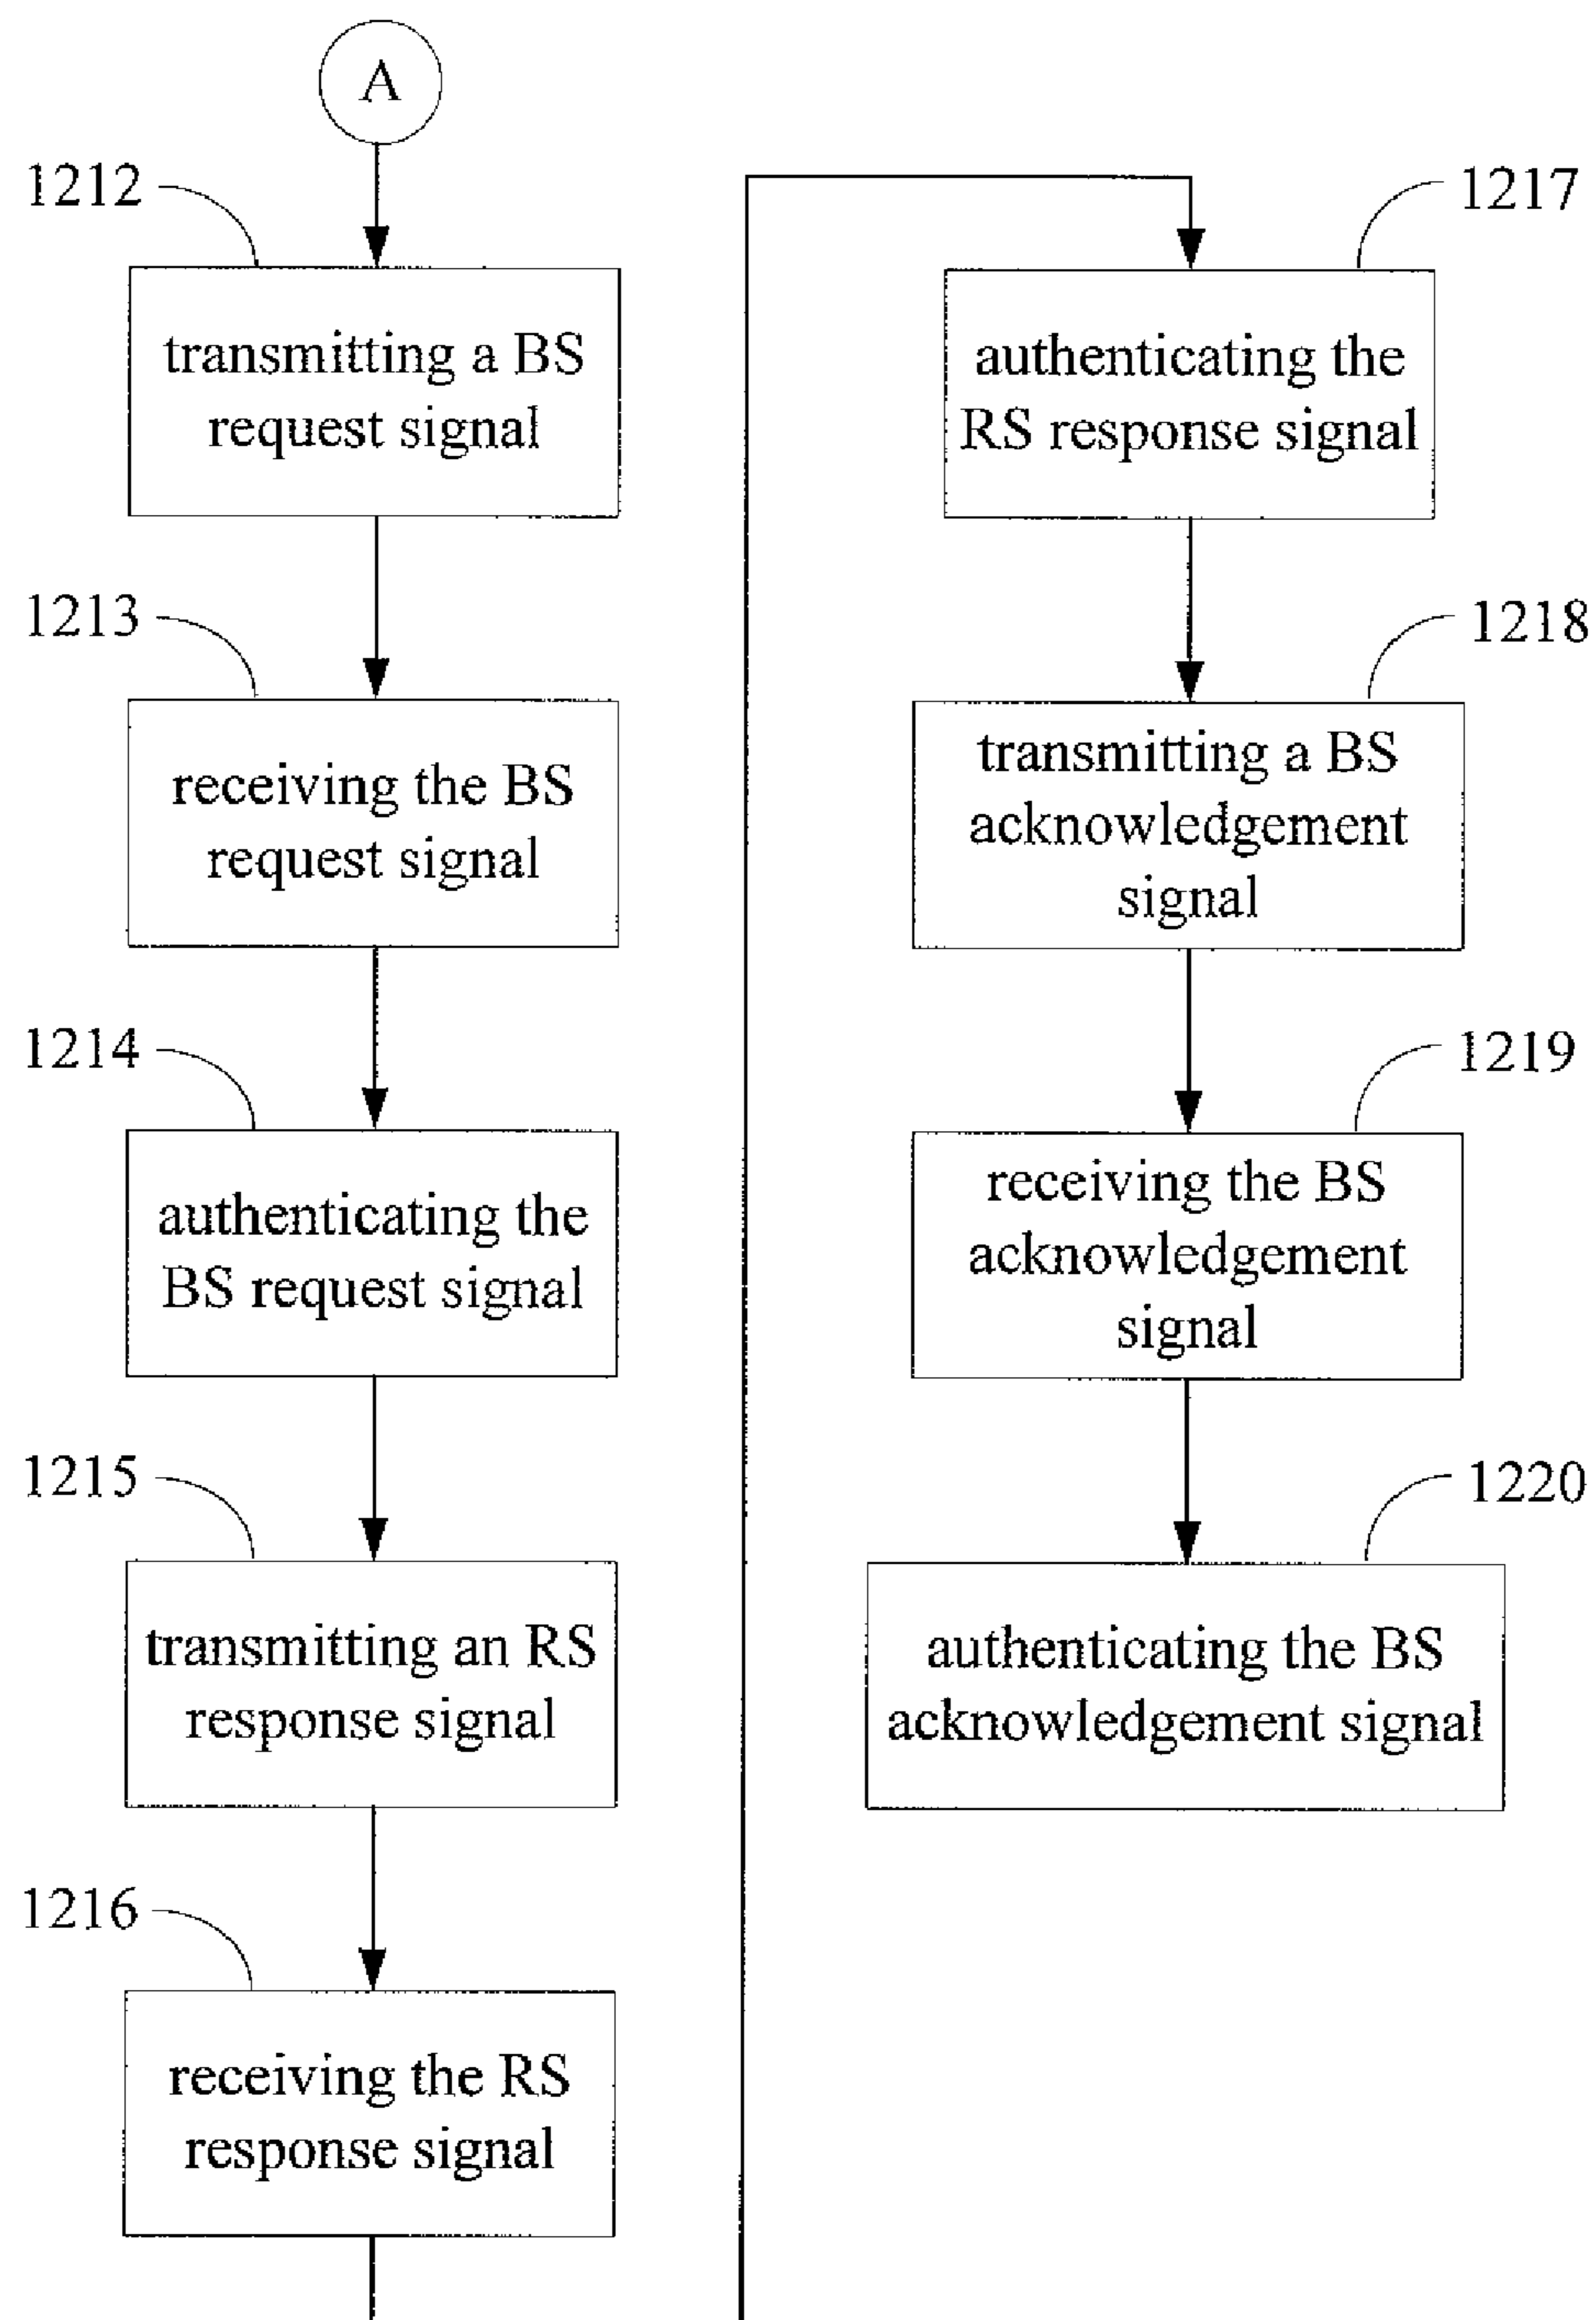 A
1212
transmitting a BS
request signal
1213
receiving the BS
request signal
1214
authenticating the
BS request signal
1215
transmitting an RS
response signal
1216
receiving the RS
response signal
1217
authenticating the
RS response signal
1218
transmitting a BS
acknowledgement
signal
1219
receiving the BS
acknowledgement
signal
1220
authenticating the BS
acknowledgement signal